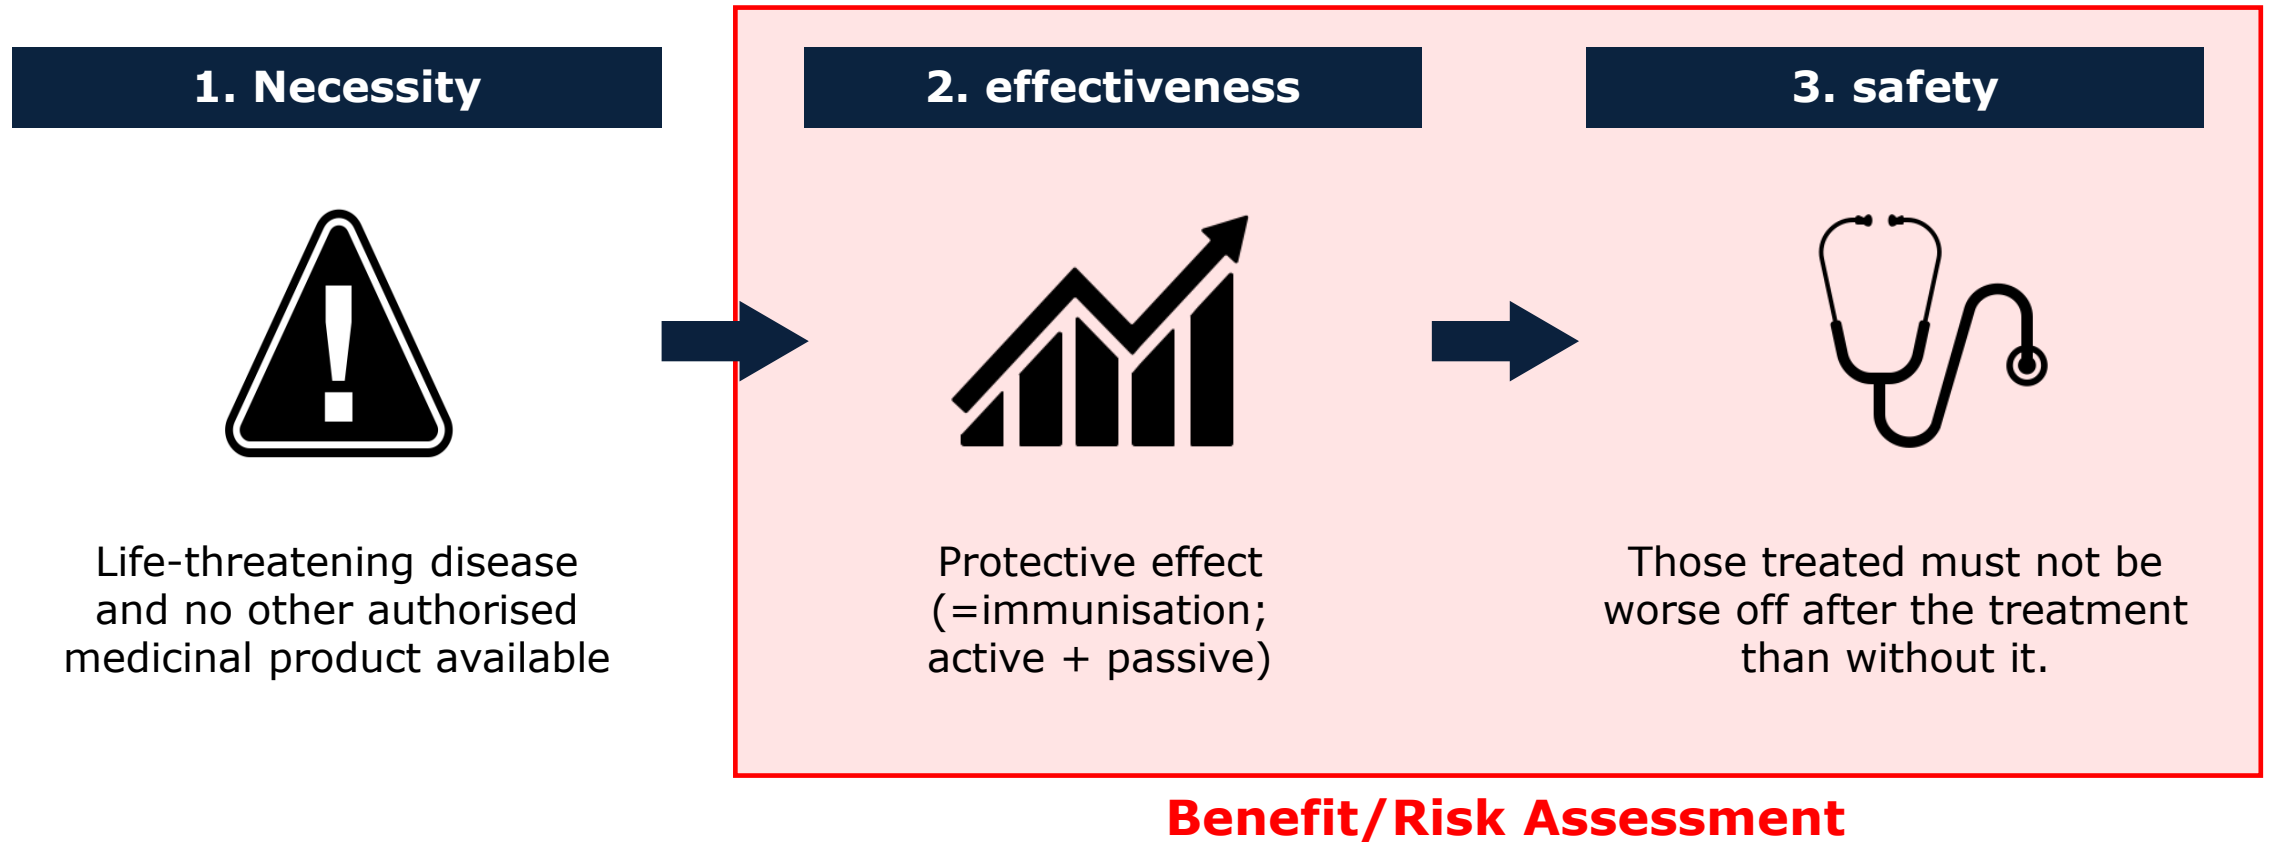 1. Necessity
Life-threatening disease
and no other authorised
medicinal product available
2. effectiveness
Protective effect
(=immunisation;
active + passive)
3. safety
Those treated must not be
worse off after the treatment
than without it.
Benefit/Risk Assessment